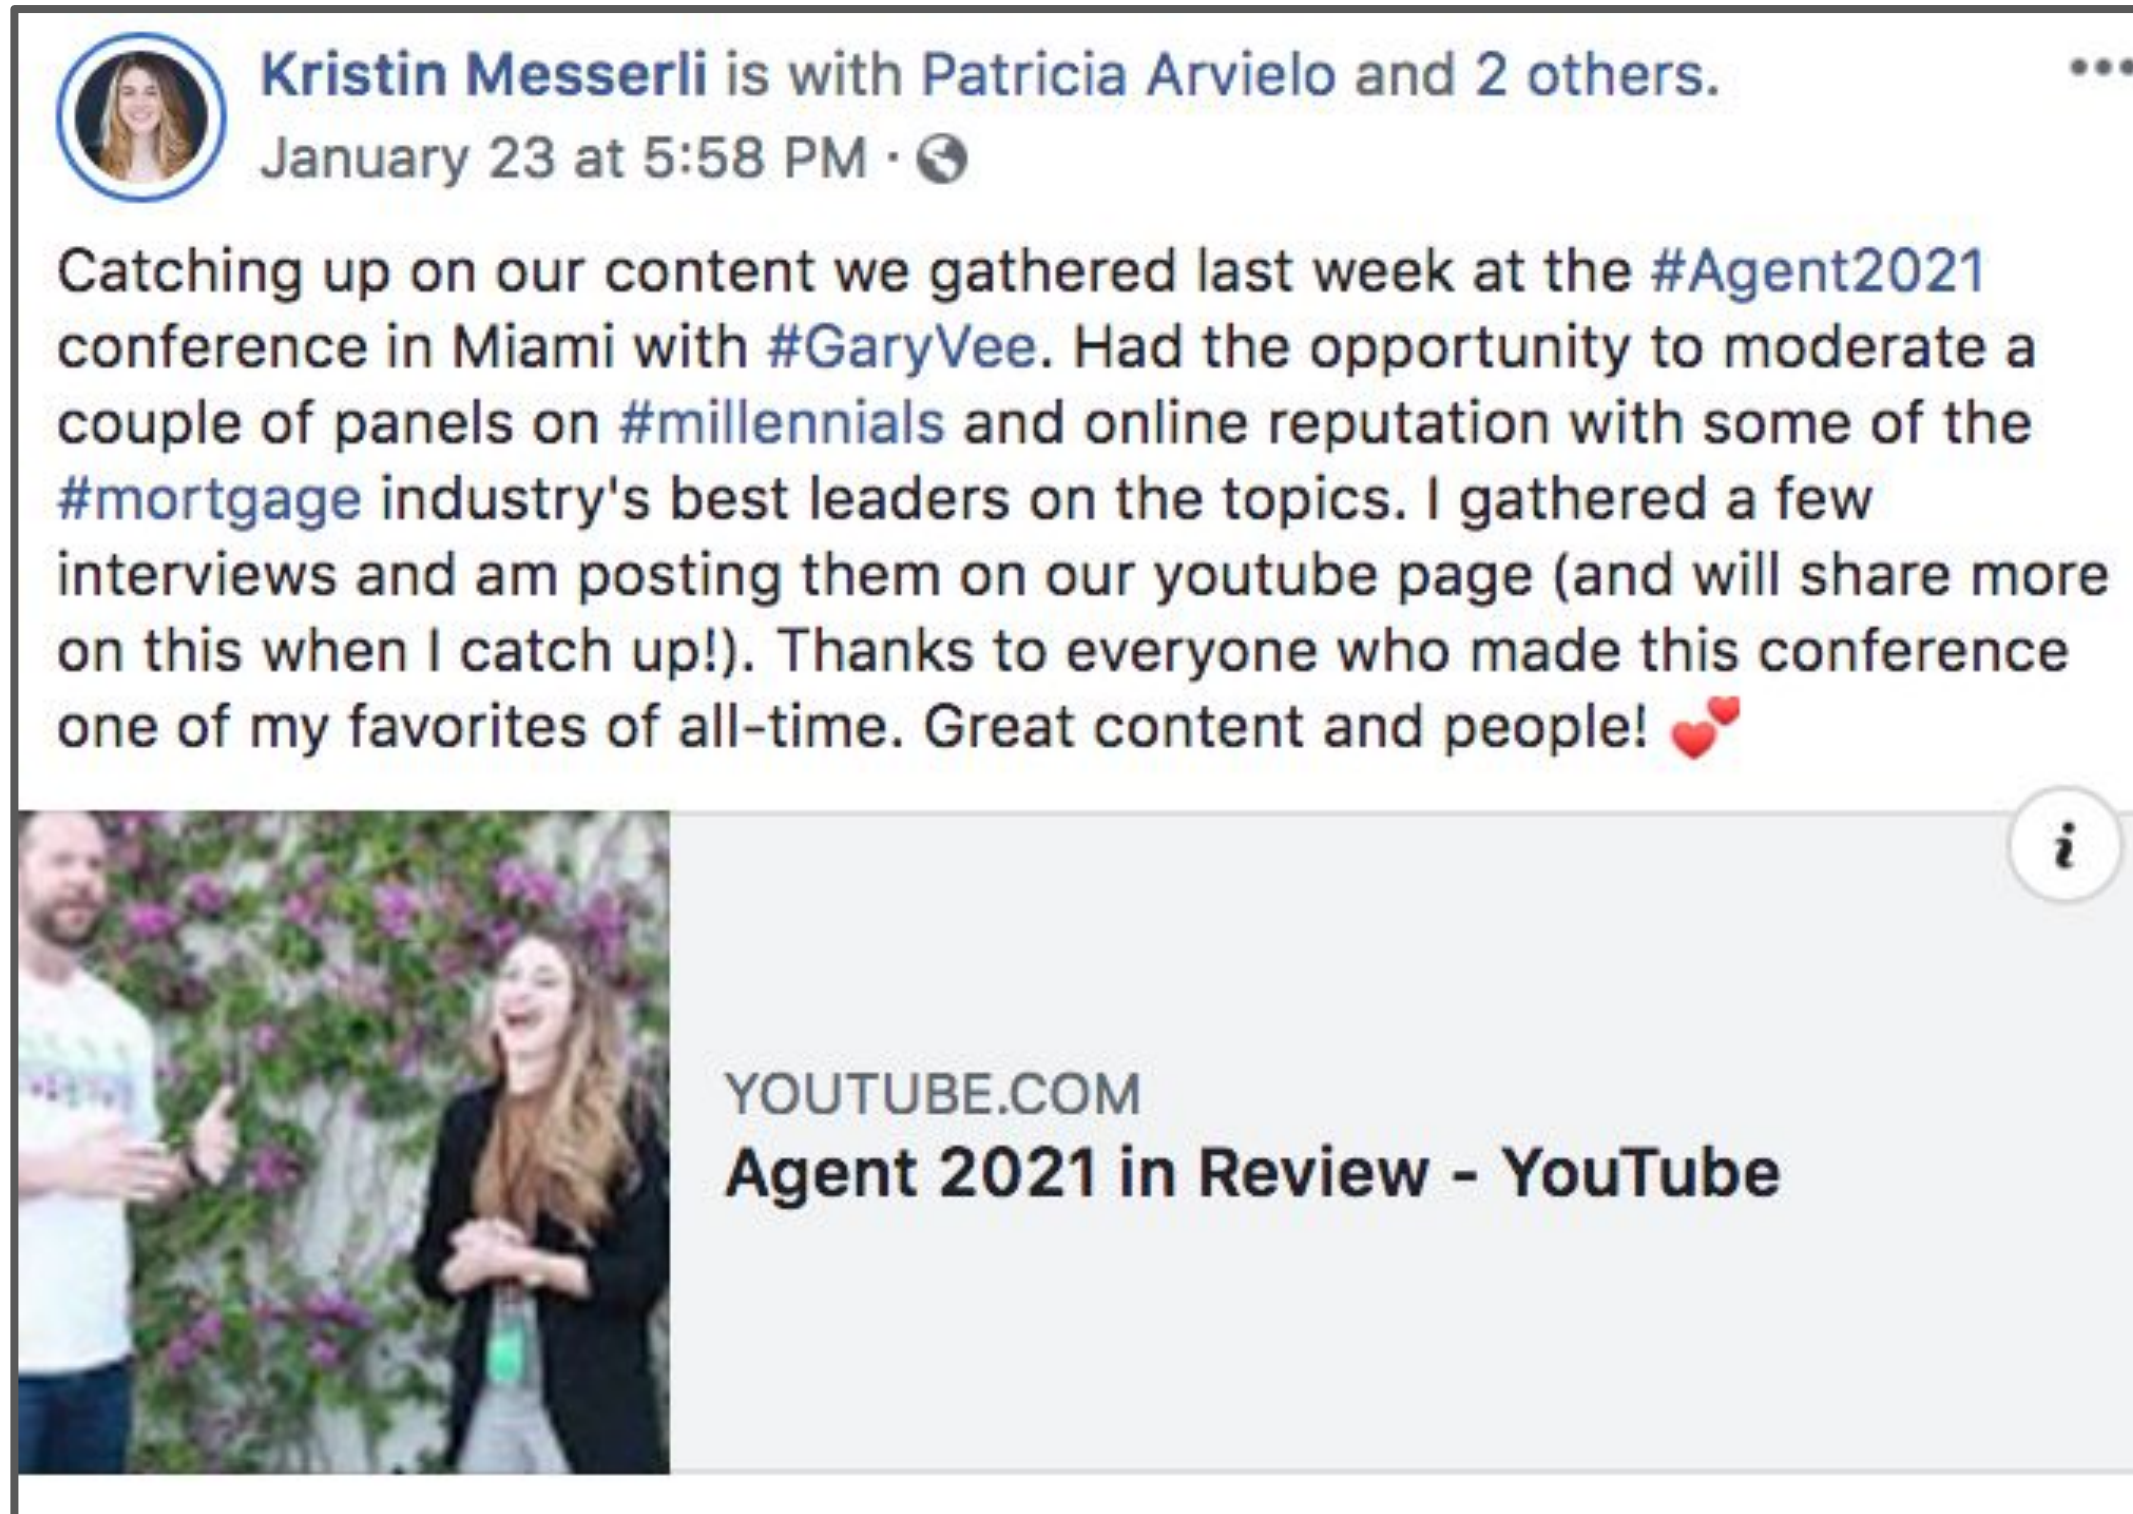 Kristin Messerli is with Patricia Arvielo and 2 others.
January 23 at 5:58 PM ·
Catching up on our content we gathered last week at the #Agent2021
conference in Miami with #GaryVee. Had the opportunity to moderate a
couple of panels on #millennials and online reputation with some of the
#mortgage industry's best leaders on the topics. I gathered a few
interviews and am posting them on our youtube page (and will share more
on this when I catch up!). Thanks to everyone who made this conference
one of my favorites of all-time. Great content and people! 💕
i
YOUTUBE.COM
Agent 2021 in Review - YouTube